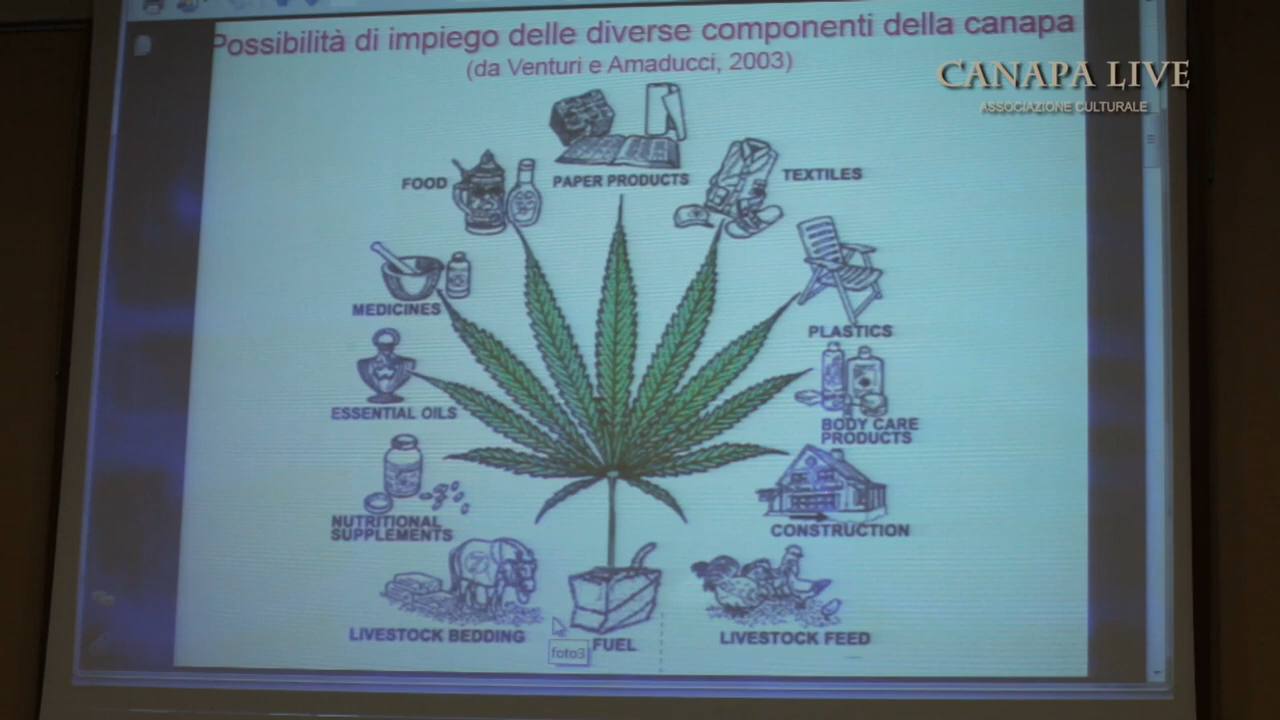 Possibilità di impiego delle diverse componenti della canapa
(da Venturi e Amaducci, 2003)
CANAPA LIVE
ASSOCIAZIONE CULTURALE
FOOD
PAPER PRODUCTS
TEXTILES
MEDICINES
PLASTICS
ESSENTIAL OILS
BODY CARE
PRODUCTS
NUTRITIONAL
SUPPLEMENTS
CONSTRUCTION
LIVESTOCK BEDDING
foto3
FUEL
LIVESTOCK FEED